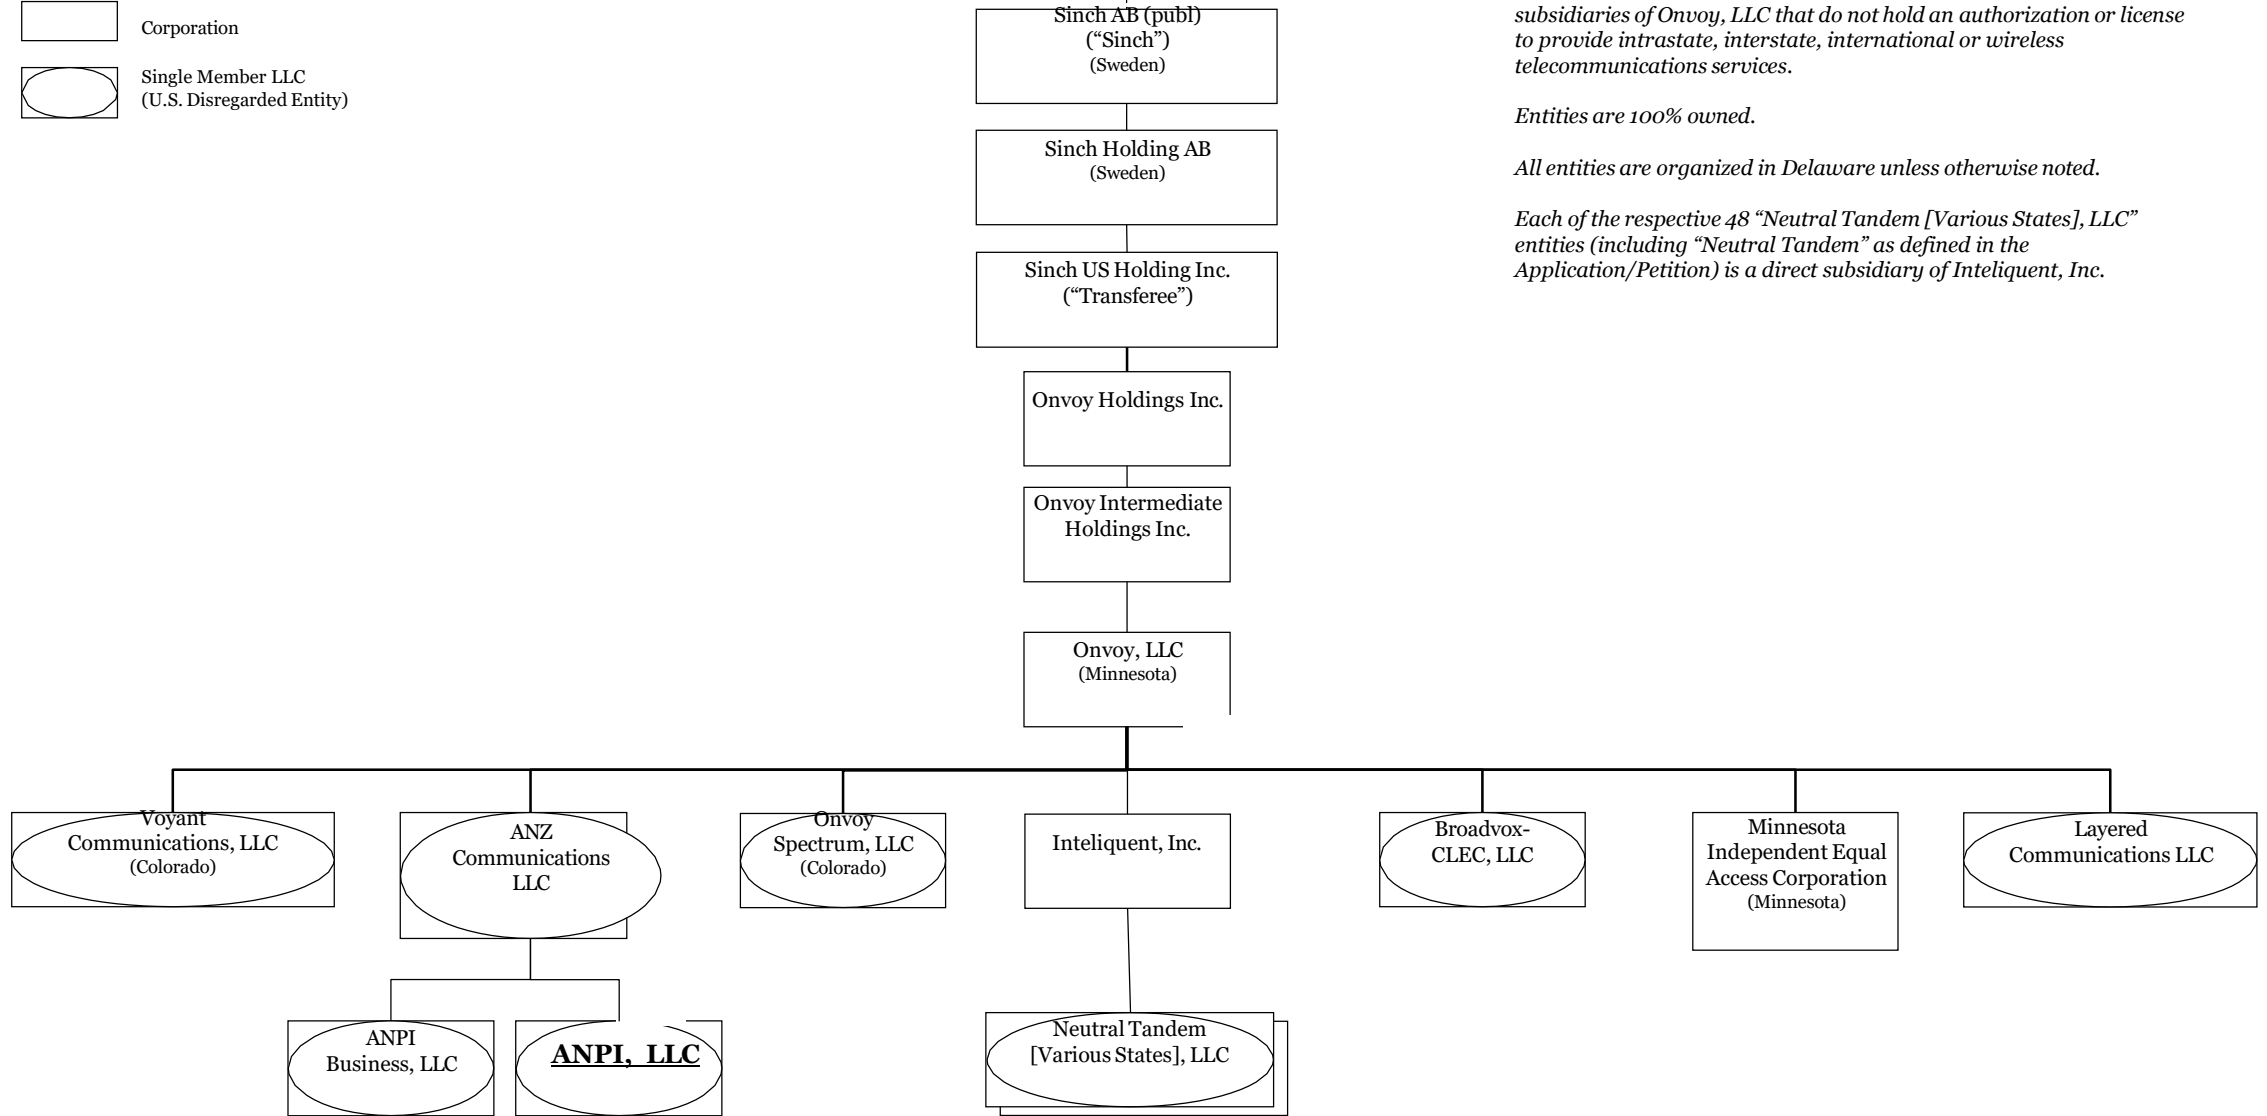 Corporation
Single Member LLC
(U.S. Disregarded Entity)
Sinch AB (publ)
(“Sinch”)
(Sweden)
Sinch Holding AB
(Sweden)
Sinch US Holding Inc.
(“Transferee”)
Onvoy Holdings Inc.
Onvoy Intermediate
Holdings Inc.
Onvoy, LLC
(Minnesota)
subsidiaries of Onvoy, LLC that do not hold an authorization or license
to provide intrastate, interstate, international or wireless
telecommunications services.
Entities are 100% owned.
All entities are organized in Delaware unless otherwise noted.
Each of the respective 48 “Neutral Tandem [Various States], LLC”
entities (including “Neutral Tandem” as defined in the
Application/Petition) is a direct subsidiary of Inteliquent, Inc.
Voyant
Communications, LLC
(Colorado)
ANZ
Communications
LLC
Onvoy
Spectrum, LLC
(Colorado)
Inteliquent, Inc.
Broadvox-
CLEC, LLC
Minnesota
Independent Equal
Access Corporation
(Minnesota)
Layered
Communications LLC
ANPI
Business, LLC
ANPI, LLC
Neutral Tandem
[Various States], LLC